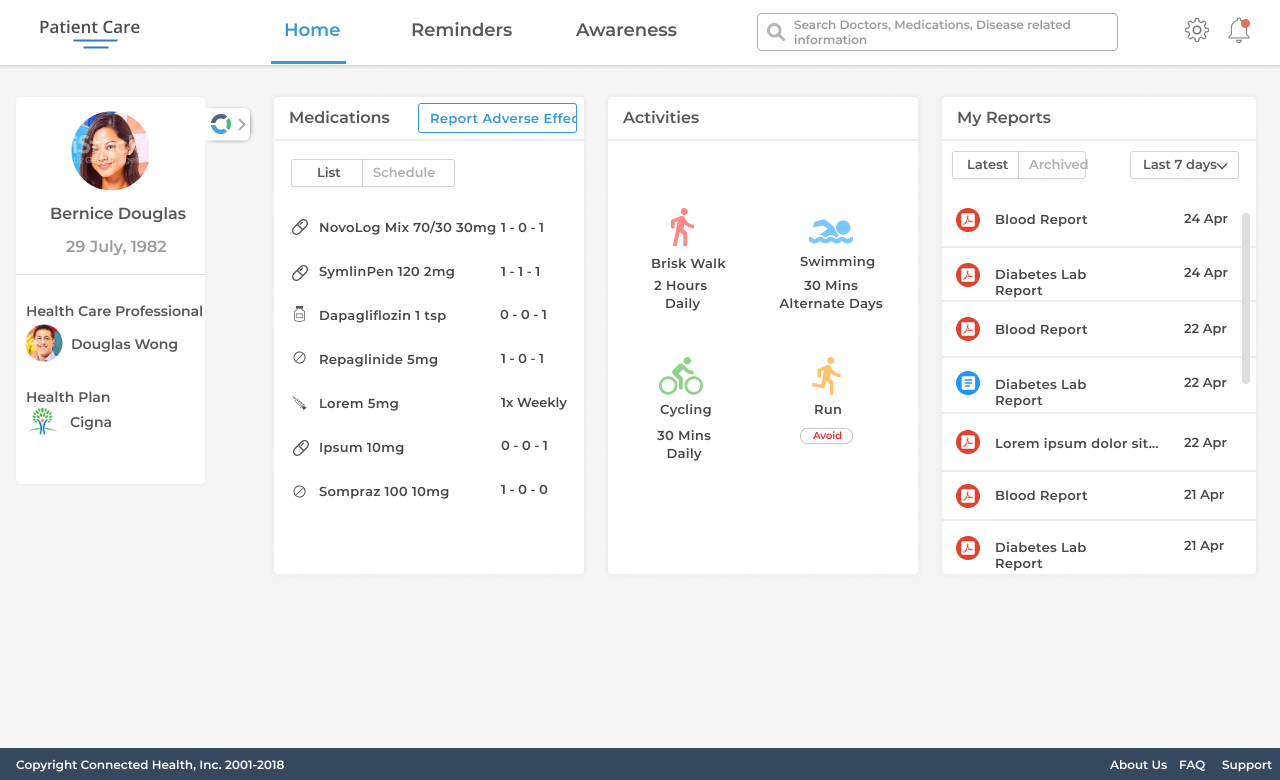 Patient Care
Home
Reminders
Awareness
Search Doctors, Medications, Disease related
information
Bernice Douglas
29 July, 1982
Health Care Professional
Douglas Wong
Health Plan
Cigna
Medications
Report Adverse Effec
List
Schedule
NovoLog Mix 70/30 30mg 1 - 0 - 1
SymlinPen 120 2mg 1 - 1 - 1
Dapagliflozin 1 tsp 0 - 0 - 1
Repaglinide 5mg 1 - 0 - 1
Lorem 5mg 1x Weekly
Ipsum 10mg 0 - 0 - 1
Sompraz 100 10mg 1 - 0 - 0
Activities
Brisk Walk
2 Hours
Daily
Swimming
30 Mins
Alternate Days
Cycling
30 Mins
Daily
Run
Avoid
My Reports
Latest
Archived
Last 7 days
Blood Report 24 Apr
Diabetes Lab 24 Apr
Report
Blood Report 22 Apr
Diabetes Lab 22 Apr
Report
Lorem ipsum dolor sit... 22 Apr
Blood Report 21 Apr
Diabetes Lab 21 Apr
Report
Copyright Connected Health, Inc. 2001-2018
About Us
FAQ
Support